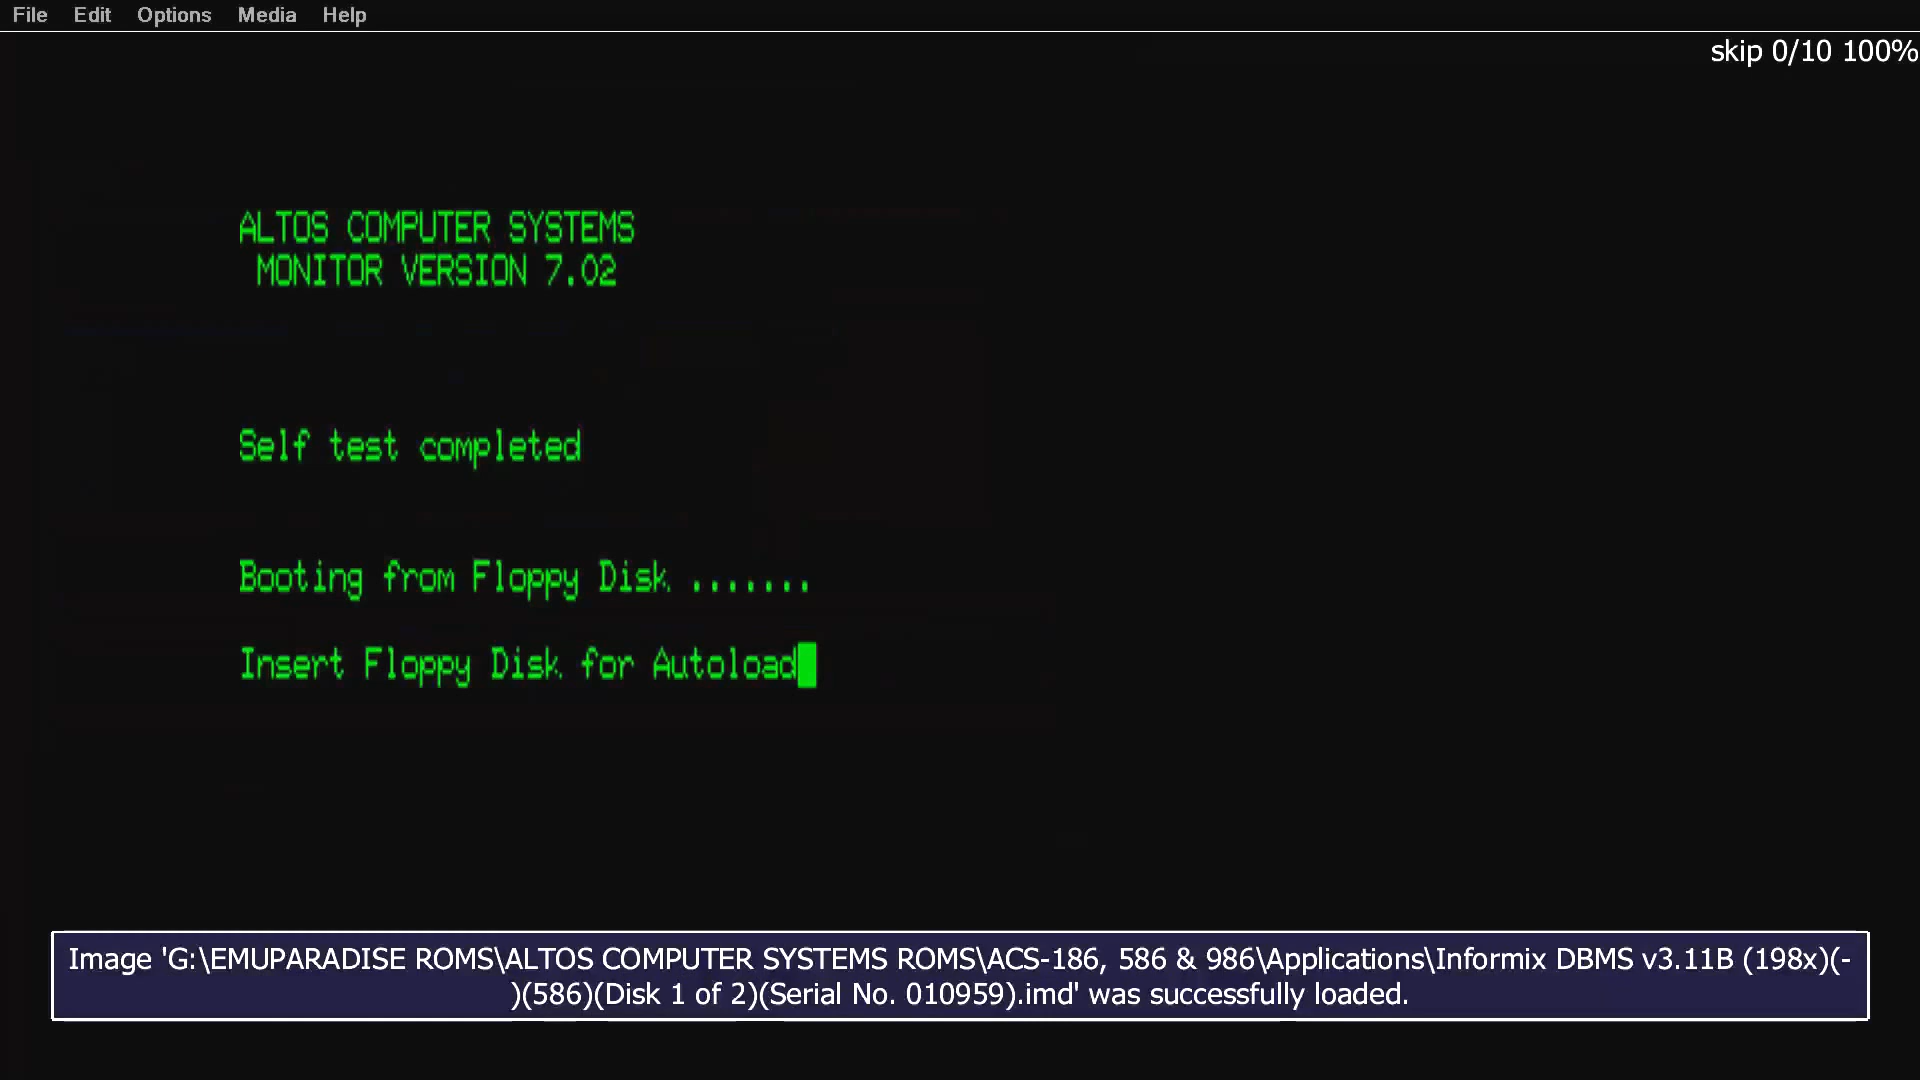 File Edit Options Media Help
skip 0/10 100%
ALTOS COMPUTER SYSTEMS
MONITOR VERSION 7.02
Self test completed
Booting from Floppy Disk .......
Insert Floppy Disk for Autoload
Image 'G:\EMUPARADISE ROMS\ALTOS COMPUTER SYSTEMS ROMS\ACS-186, 586 & 986\Applications\Informix DBMS v3.11B (198x)(-
)(586)(Disk 1 of 2)(Serial No. 010959).imd' was successfully loaded.